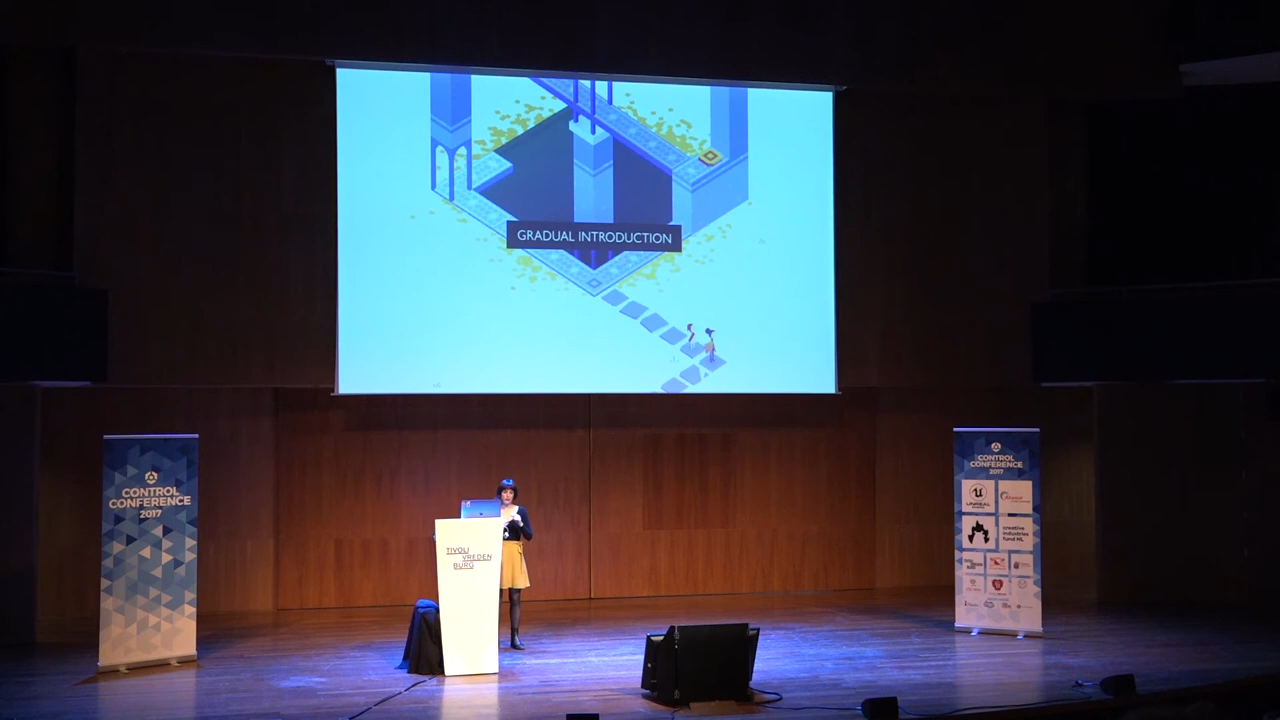 GRADUAL INTRODUCTION
CONTROL
CONFERENCE
2017
TIVOLI
VREDEN
BURG
CONTROL
CONFERENCE
2017
UNREAL
creative
industries
fund NL